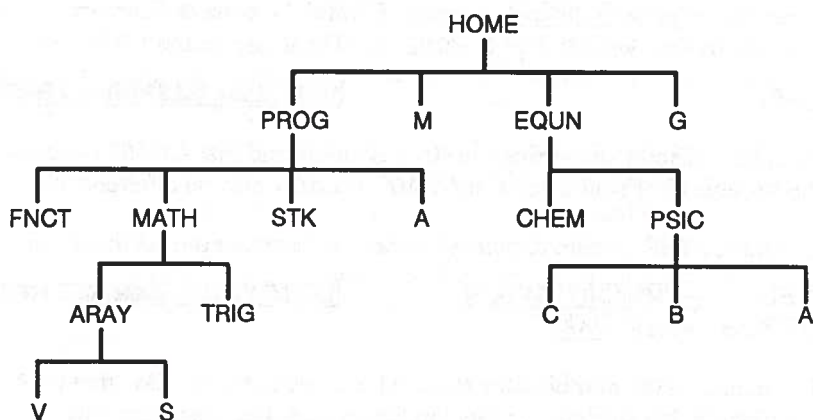 HOME
PROG M EQUN G
FNCT MATH STK A CHEM PSIC
ARAY TRIG C B A
V S